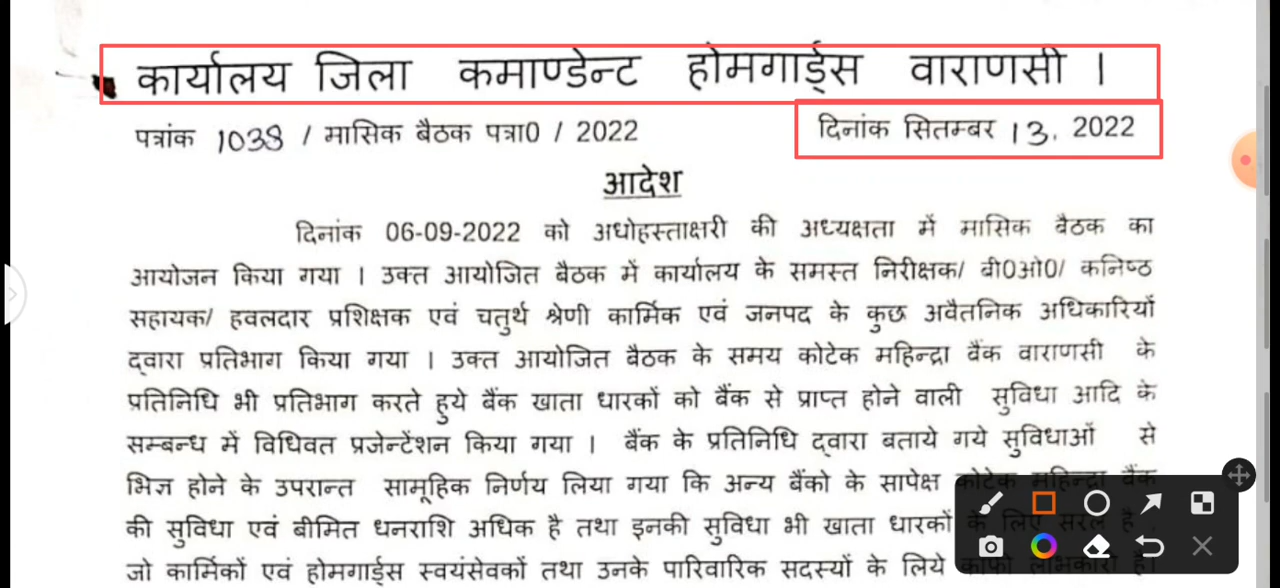 कार्यालय जिला कमाण्डेन्ट होमगार्ड्स वाराणसी ।
पत्रांक 1038 / मासिक बैठक पत्रा0 / 2022 दिनांक सितम्बर 13, 2022
आदेश
दिनांक 06-09-2022 को अधोहस्ताक्षरी की अध्यक्षता में मासिक बैठक का
आयोजन किया गया । उक्त आयोजित बैठक में कार्यालय के समस्त निरीक्षक/ बी0ओ0/ कनिष्ठ
सहायक/ हवलदार प्रशिक्षक एवं चतुर्थ श्रेणी कार्मिक एवं जनपद के कुछ अवैतनिक अधिकारियों
द्वारा प्रतिभाग किया गया । उक्त आयोजित बैठक के समय कोटेक महिन्द्रा बैंक वाराणसी के
प्रतिनिधि भी प्रतिभाग करते हुये बैंक खाता धारकों को बैंक से प्राप्त होने वाली सुविधा आदि के
सम्बन्ध में विधिवत प्रजेन्टेंशन किया गया । बैंक के प्रतिनिधि द्वारा बताये गये सुविधाओं से
भिज्ञ होने के उपरान्त सामूहिक निर्णय लिया गया कि अन्य बैंको के सापेक्ष कोटेक महिन्द्रा बैंक
की सुविधा एवं बीमित धनराशि अधिक है तथा इनकी सुविधा भी खाता धारकों के लिए सरल है
जो कार्मिकों एवं होमगार्ड्स स्वयंसेवकों तथा उनके पारिवारिक सदस्यों के लिये काफी लाभकारी है।